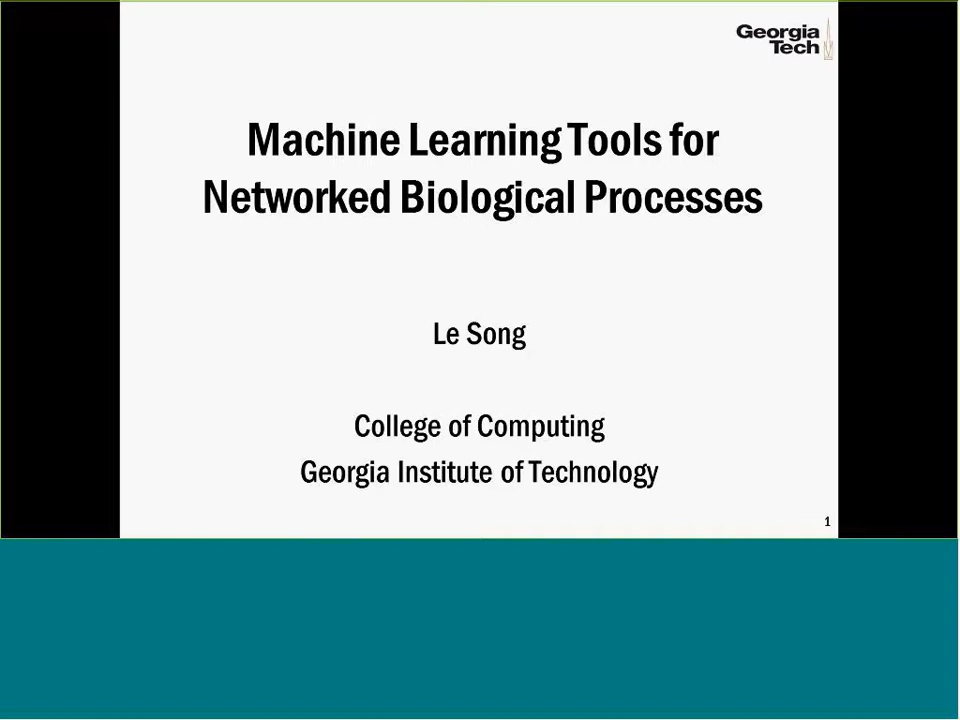 Georgia
Tech
Machine Learning Tools for
Networked Biological Processes
Le Song
College of Computing
Georgia Institute of Technology
1